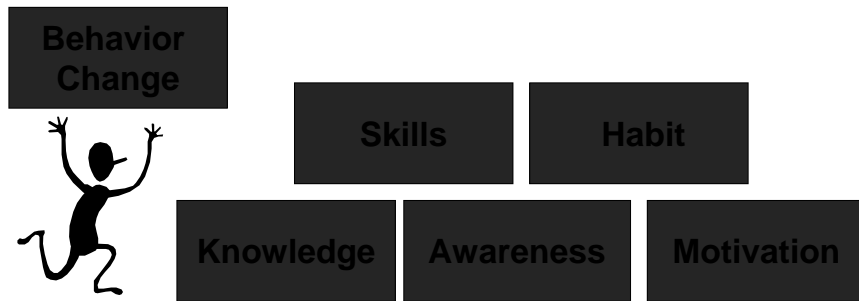 Behavior
Change
Skills
Habit
Knowledge
Awareness
Motivation